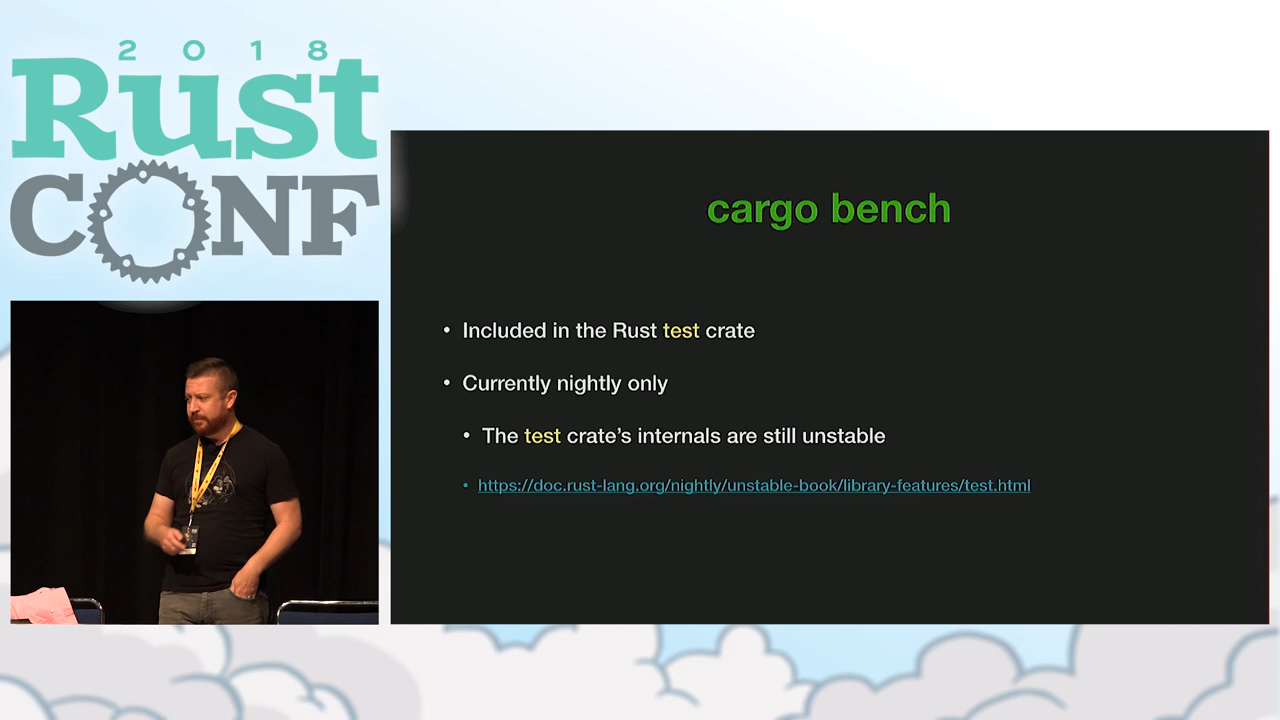 2018
Rust
CONF
cargo bench
• Included in the Rust test crate
• Currently nightly only
• The test crate’s internals are still unstable
• https://doc.rust-lang.org/nightly/unstable-book/library-features/test.html